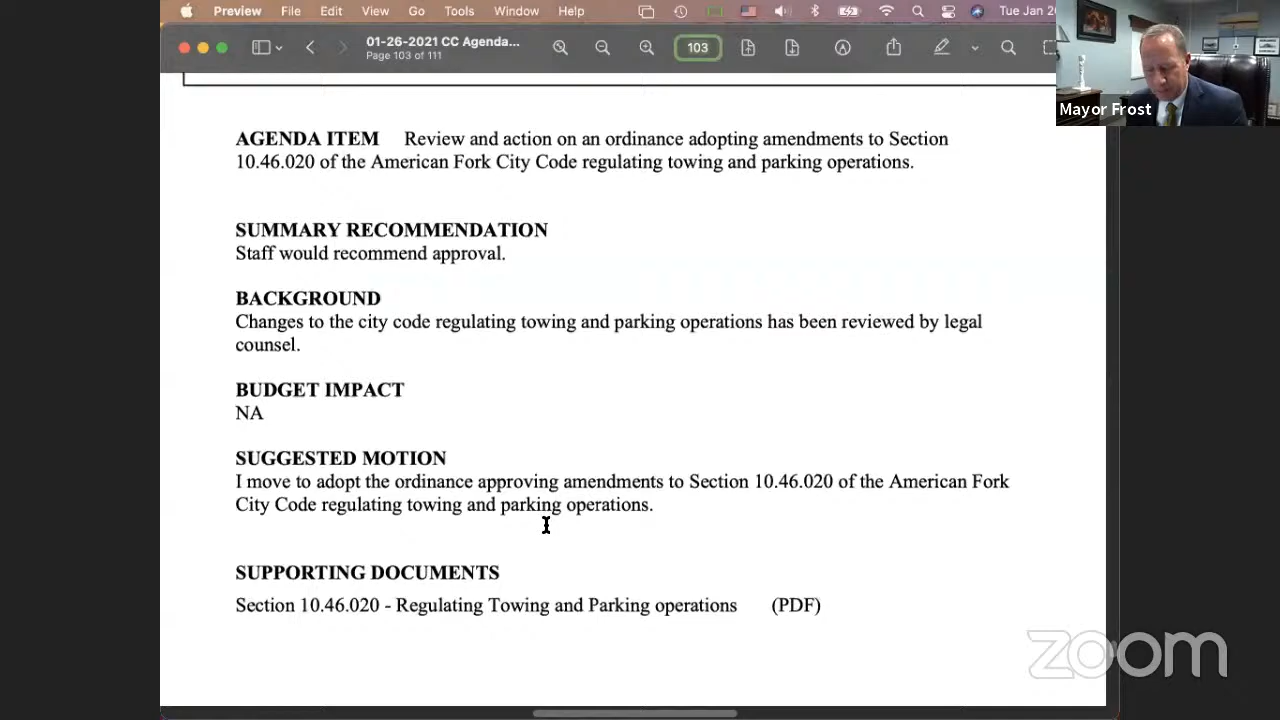 Preview File Edit View Go Tools Window Help Tue Jan 2
01-26-2021 CC Agenda...
Page 103 of 111
103
Mayor Frost
AGENDA ITEM Review and action on an ordinance adopting amendments to Section
10.46.020 of the American Fork City Code regulating towing and parking operations.
SUMMARY RECOMMENDATION
Staff would recommend approval.
BACKGROUND
Changes to the city code regulating towing and parking operations has been reviewed by legal
counsel.
BUDGET IMPACT
NA
SUGGESTED MOTION
I move to adopt the ordinance approving amendments to Section 10.46.020 of the American Fork
City Code regulating towing and parking operations.
SUPPORTING DOCUMENTS
Section 10.46.020 - Regulating Towing and Parking operations (PDF)
zoom